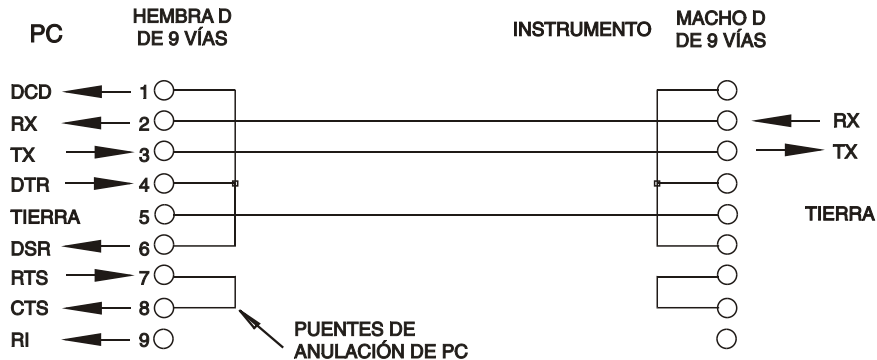 PC
HEMBRA D
DE 9 VÍAS
INSTRUMENTO
MACHO D
DE 9 VÍAS
DCD 1
RX 2 RX
TX 3 TX
DTR 4
TIERRA 5 TIERRA
DSR 6
RTS 7
CTS 8
RI 9
PUENTES DE
ANULACIÓN DE PC